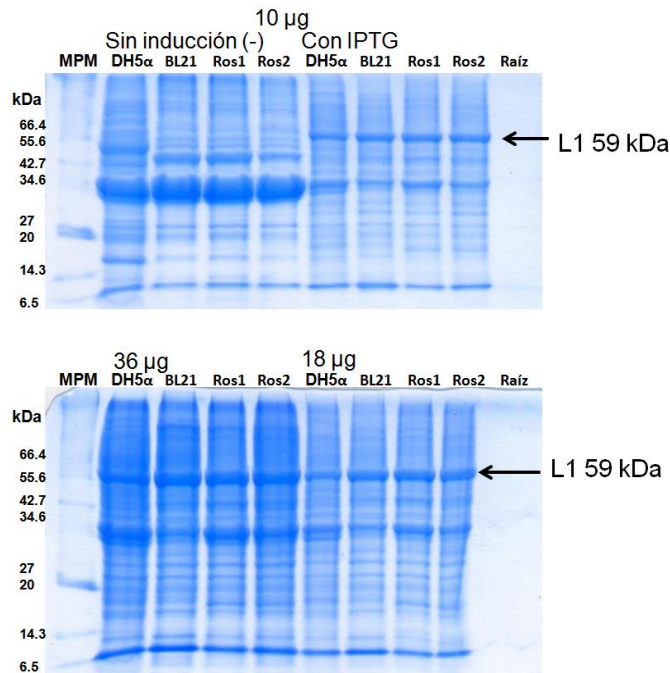 10 µg
Sin inducción (-) Con IPTG
MPM DH5α BL21 Ros1 Ros2 DH5α BL21 Ros1 Ros2 Raíz
kDa
66.4
55.6
L1 59 kDa
42.7
34.6
27
20
14.3
6.5
36 µg 18 µg
MPM DH5α BL21 Ros1 Ros2 DH5α BL21 Ros1 Ros2 Raíz
kDa
66.4
55.6
L1 59 kDa
42.7
34.6
27
20
14.3
6.5